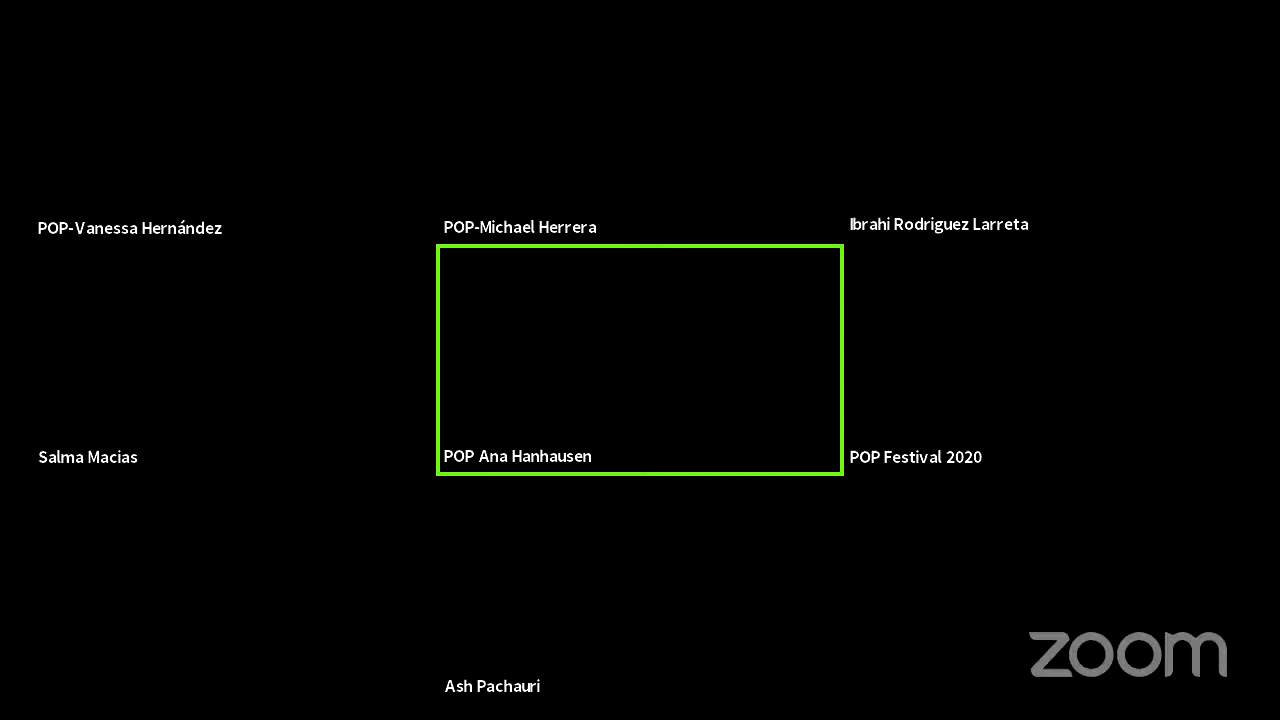 POP-Vanessa Hernández
POP-Michael Herrera
Ibrahi Rodriguez Larreta
Salma Macias
POP Ana Hanhausen
POP Festival 2020
Ash Pachauri
zoom